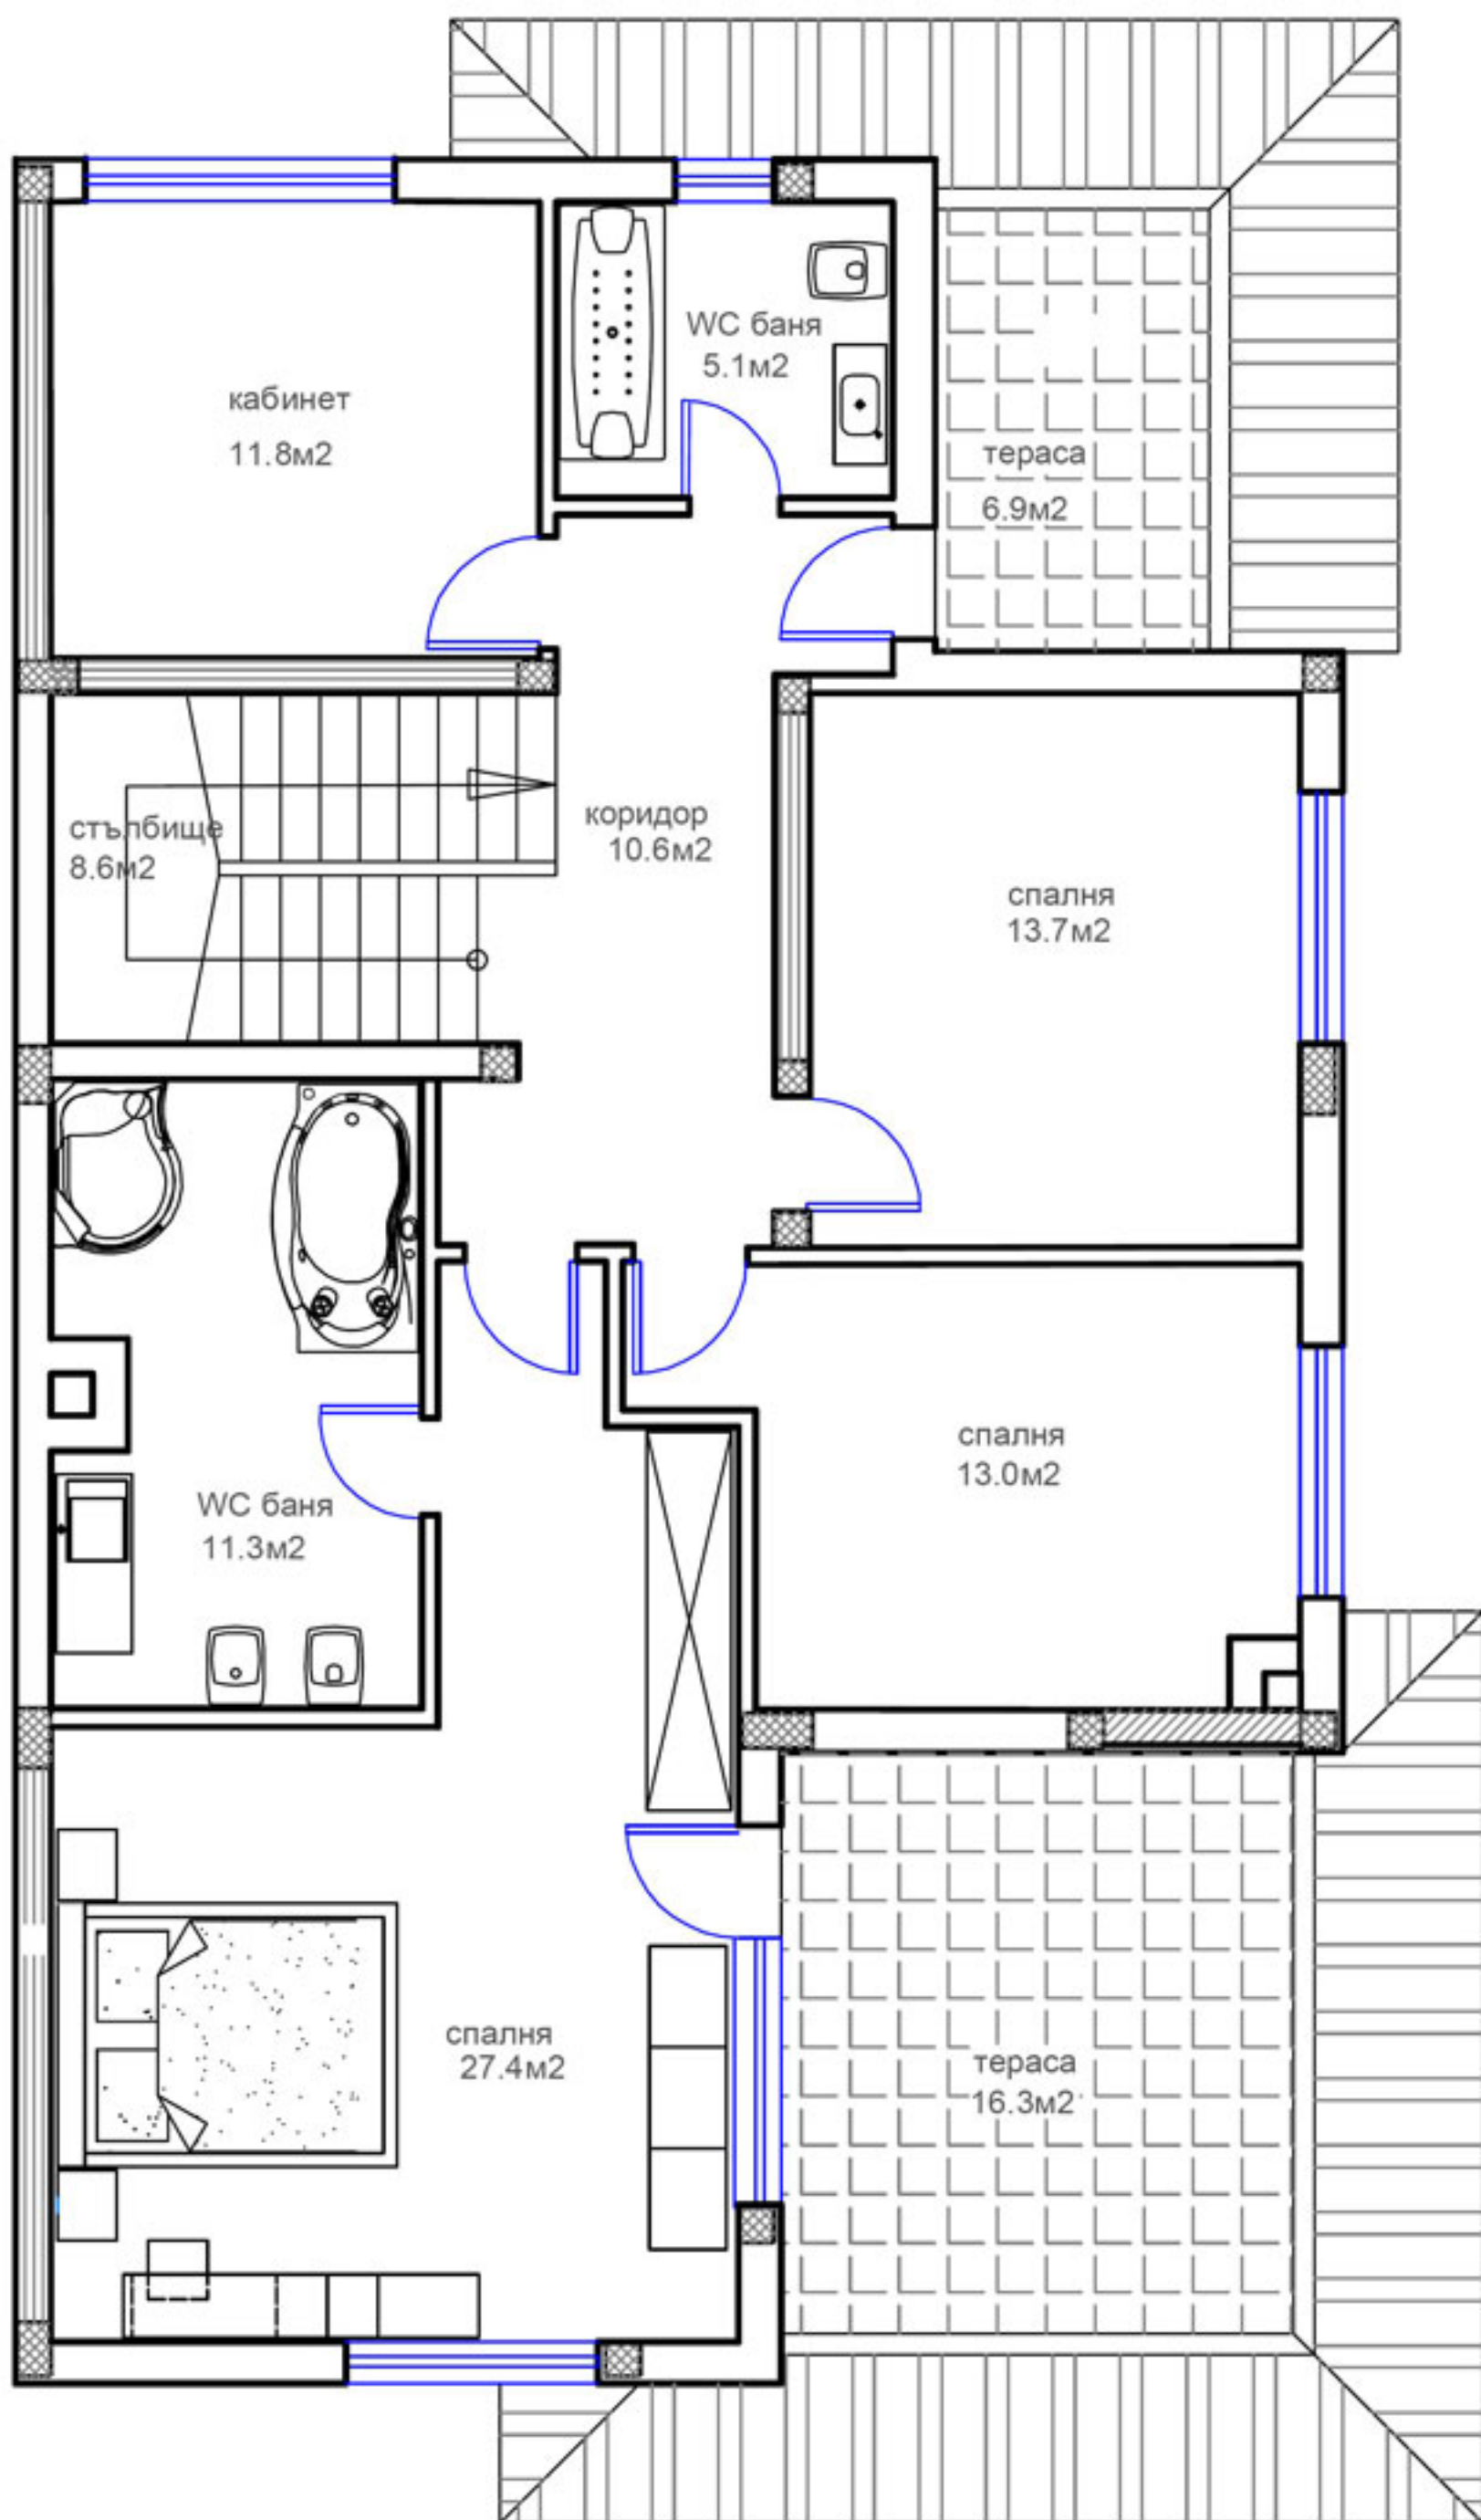 WC баня
5.1м2
кабинет
11.8м2
тераса
6.9м2
стълбище
8.6м2
коридор
10.6м2
спалня
13.7м2
спалня
13.0м2
WC баня
11.3м2
спалня
27.4м2
тераса
16.3м2